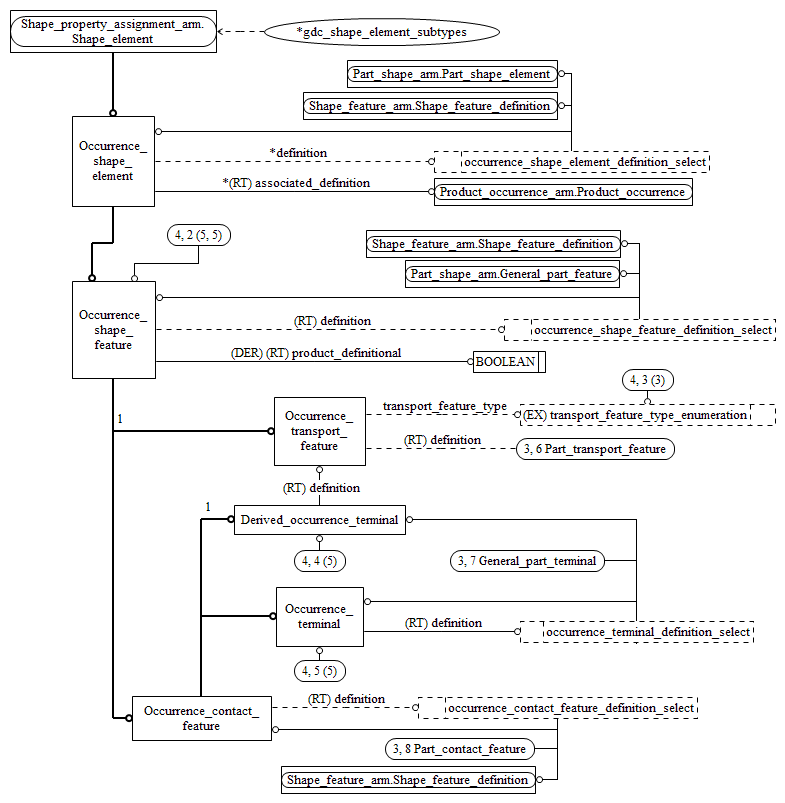 Shape_property_assignment_arm.
Shape_element
*gdc_shape_element_subtypes
Part_shape_arm.Part_shape_element
Shape_feature_arm.Shape_feature_definition
Occurrence_
shape_
element
*definition
occurrence_shape_element_definition_select
*(RT) associated_definition
Product_occurrence_arm.Product_occurrence
4, 2 (5, 5)
Shape_feature_arm.Shape_feature_definition
Part_shape_arm.General_part_feature
Occurrence_
shape_
feature
(RT) definition
occurrence_shape_feature_definition_select
(DER) (RT) product_definitional
BOOLEAN
4, 3 (3)
1
Occurrence_
transport_
feature
transport_feature_type
(EX) transport_feature_type_enumeration
(RT) definition
3, 6 Part_transport_feature
(RT) definition
1
Derived_occurrence_terminal
4, 4 (5)
3, 7 General_part_terminal
Occurrence_
terminal
(RT) definition
occurrence_terminal_definition_select
4, 5 (5)
Occurrence_contact_
feature
(RT) definition
occurrence_contact_feature_definition_select
3, 8 Part_contact_feature
Shape_feature_arm.Shape_feature_definition